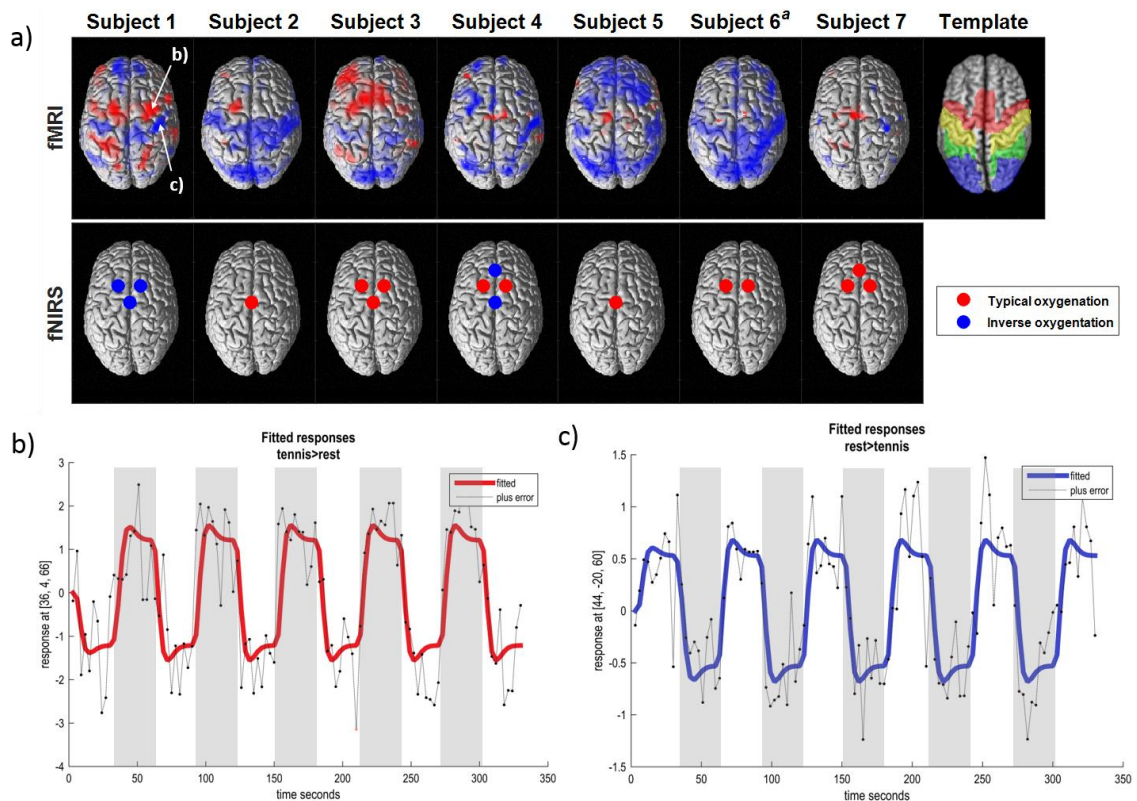 Subject 1 Subject 2 Subject 3 Subject 4 Subject 5 Subject 6a Subject 7 Template
a)
fMRI
b)
c)
fNIRS
Typical oxygenation
Inverse oxygentation
b)
Fitted responses
tennis>rest
fitted
plus error
response at [36, 4, 66]
3
2
1
0
-1
-2
-3
-4
0 50 100 150 200 250 300 350
time seconds
c)
Fitted responses
rest>tennis
fitted
plus error
response at [44, -20, 60]
1.5
1
0.5
0
-0.5
-1
-1.5
0 50 100 150 200 250 300 350
time seconds